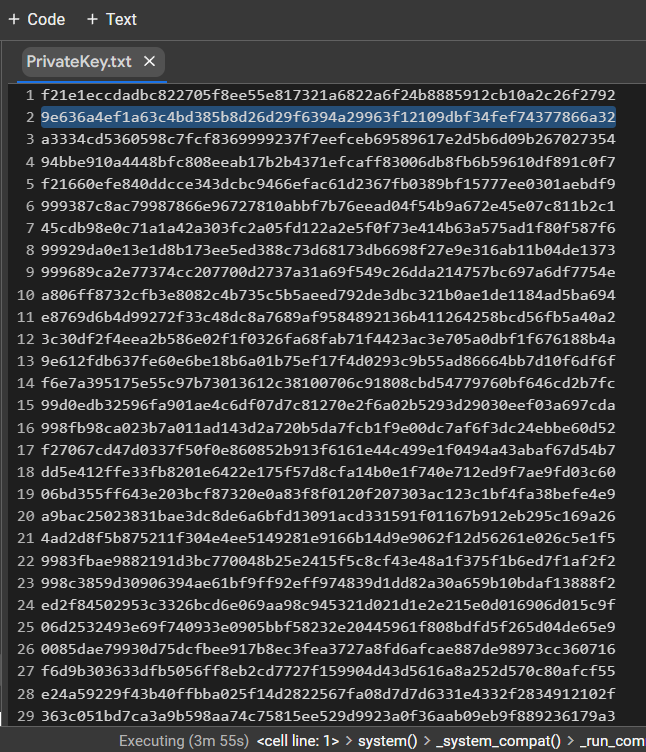 + Code + Text
PrivateKey.txt ×
1 f21e1eccdadbc822705f8ee55e817321a6822a6f24b8885912cb10a2c26f2792
2 9e636a4ef1a63c4bd385b8d26d29f6394a29963f12109dbf34fef74377866a32
3 a3334cd5360598c7fcf8369999237f7eefceb69589617e2d5b6d09b267027354
4 94bbe910a4448bfc808eeab17b2b4371efcaff83006db8fb6b59610df891c0f7
5 f21660efe840ddcce343dcbc9466efac61d2367fb0389bf15777ee0301aebdf9
6 999387c8ac79987866e96727810abbf7b76eead04f54b9a672e45e07c811b2c1
7 45cdb98e0c71a1a42a303fc2a05fd122a2e5f0f73e414b63a575ad1f80f587f6
8 99929da0e13e1d8b173ee5ed388c73d68173db6698f27e9e316ab11b04de1373
9 999689ca2e77374cc207700d2737a31a69f549c26dda214757bc697a6df7754e
10 a806ff8732cfb3e8082c4b735c5b5aeed792de3dbc321b0ae1de1184ad5ba694
11 e8769d6b4d99272f33c48dc8a7689af9584892136b411264258bcd56fb5a40a2
12 3c30df2f4eea2b586e02f1f0326fa68fab71f4423ac3e705a0dbf1f676188b4a
13 9e612fdb637fe60e6be18b6a01b75ef17f4d0293c9b55ad86664bb7d10f6df6f
14 f6e7a395175e55c97b73013612c38100706c91808cbd54779760bf646cd2b7fc
15 99d0edb32596fa901ae4c6df07d7c81270e2f6a02b5293d29030eef03a697cda
16 998fb98ca023b7a011ad143d2a720b5da7fcb1f9e00dc7af6f3dc24ebbe60d52
17 f27067cd47d0337f50f0e860852b913f6161e44c499e1f0494a43abaf67d54b7
18 dd5e412ffe33fb8201e6422e175f57d8cfa14b0e1f740e712ed9f7ae9fd03c60
19 06bd355ff643e203bcf87320e0a83f8f0120f207303ac123c1bf4fa38befe4e9
20 a9bac25023831bae3dc8de6a6bfd13091acd331591f01167b912eb295c169a26
21 4ad2d8f5b875211f304e4ee5149281e9166b14d9e9062f12d56261e026c5e1f5
22 9983fbae9882191d3bc770048b25e2415f5c8cf43e48a1f375f1b6ed7f1af2f2
23 998c3859d30906394ae61bf9ff92eff974839d1dd82a30a659b10bdaf13888f2
24 ed2f84502953c3326bcd6e069aa98c945321d021d1e2e215e0d016906d015c9f
25 06d2532493e69f740933e0905bbf58232e20445961f808bdfd5f265d04de65e9
26 0085dae79930d75dcfbee917b8ec3fea3727a8fd6afcae887de98973cc360716
27 f6d9b303633dfb5056ff8eb2cd7727f159904d43d5616a8a252d570c80afcf55
28 e24a59229f43b40ffbba025f14d2822567fa08d7d7d6331e4332f2834912102f
29 363c051bd7ca3a9b598aa74c75815ee529d9923a0f36aab09eb9f889236179a3
Executing (3m 55s) <cell line: 1> > system() > _system_compat() > _run_com